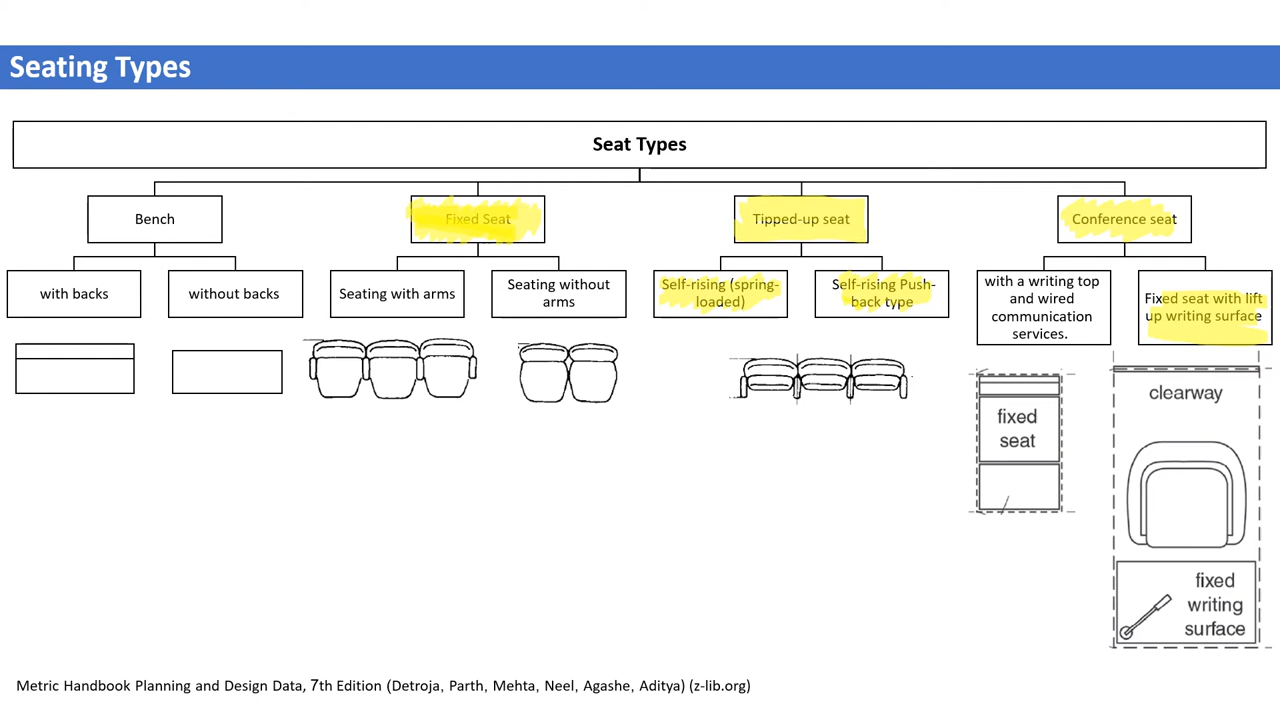 Seating Types
Seat Types
Bench
Fixed Seat
Tipped-up seat
Conference seat
with backs
without backs
Seating with arms
Seating without
arms
Self-rising (spring-
loaded)
Self-rising Push-
back type
with a writing top
and wired
communication
services.
Fixed seat with lift
up writing surface
fixed
seat
clearway
fixed
writing
surface
Metric Handbook Planning and Design Data, 7th Edition (Detroja, Parth, Mehta, Neel, Agashe, Aditya) (z-lib.org)